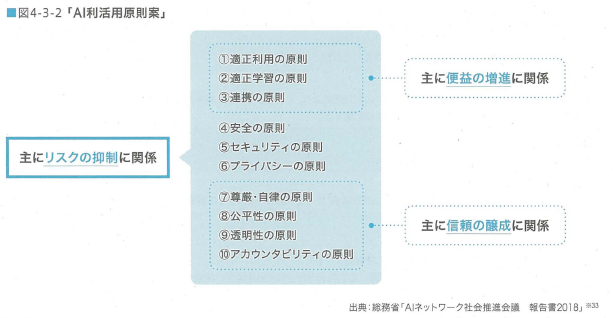 ■図4-3-2「AI利活用原則案」
①適正利用の原則
②適正学習の原則
③連携の原則
主に便益の増進に関係
④安全の原則
⑤セキュリティの原則
⑥プライバシーの原則
主にリスクの抑制に関係
⑦尊厳・自律の原則
⑧公平性の原則
⑨透明性の原則
⑩アカウンタビリティの原則
主に信頼の醸成に関係
出典：総務省「AIネットワーク社会推進会議　報告書2018」※33